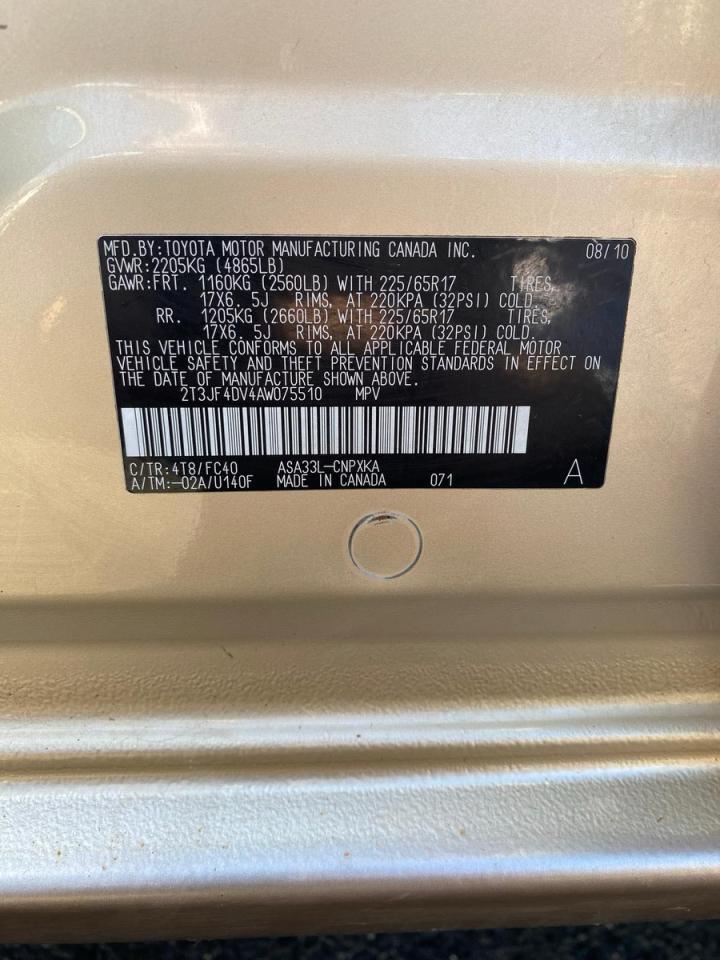 MFD.BY:TOYOTA MOTOR MANUFACTURING CANADA INC. 08/10
GVWR:2205KG (4865LB)
GAWR:FRT. 1160KG (2560LB) WITH 225/65R17 TIRES,
17X6. 5J RIMS, AT 220KPA (32PSI) COLD.
RR. 1205KG (2660LB) WITH 225/65R17 TIRES,
17X6. 5J RIMS, AT 220KPA (32PSI) COLD.
THIS VEHICLE CONFORMS TO ALL APPLICABLE FEDERAL MOTOR
VEHICLE SAFETY AND THEFT PREVENTION STANDARDS IN EFFECT ON
THE DATE OF MANUFACTURE SHOWN ABOVE.
2T3JF4DV4AW075510 MPV
C/TR:4T8/FC40 ASA33L-CNPXKA
A/TM:-02A/U140F MADE IN CANADA 071 A